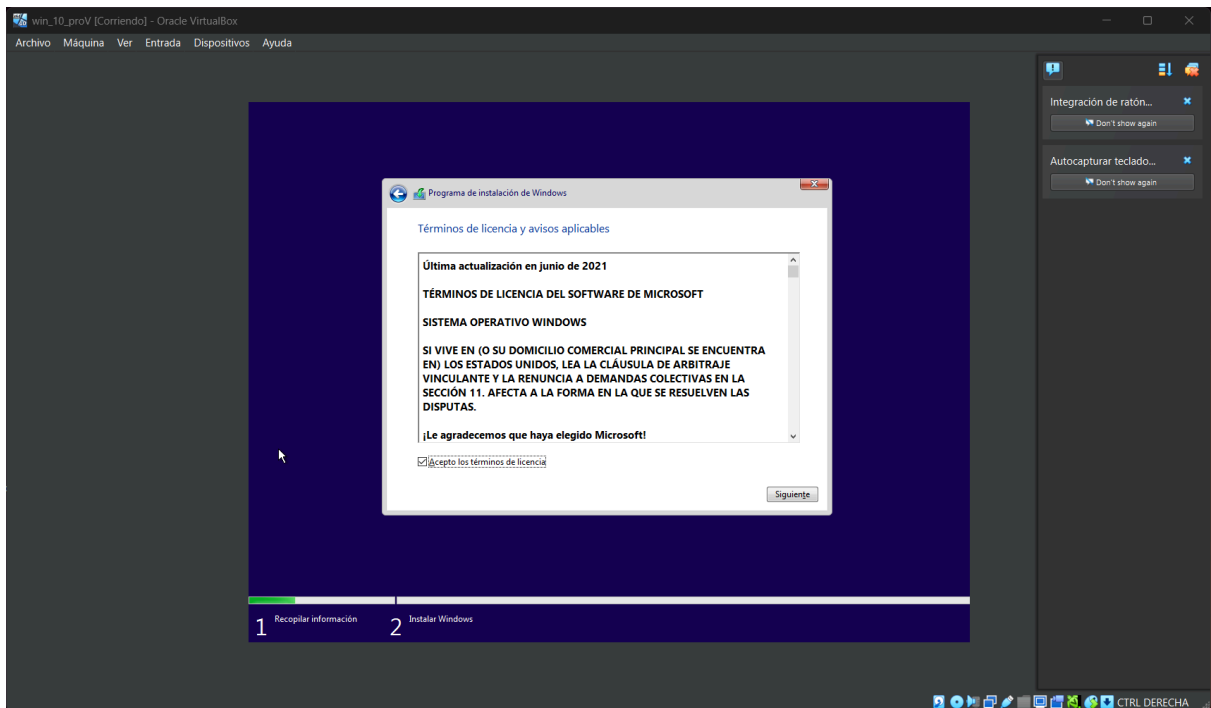 win_10_proV [Corriendo] - Oracle VirtualBox
Archivo Máquina Ver Entrada Dispositivos Ayuda
Integración de ratón...
Don't show again
Autocapturar teclado...
Don't show again
Programa de instalación de Windows
Términos de licencia y avisos aplicables
Última actualización en junio de 2021
TÉRMINOS DE LICENCIA DEL SOFTWARE DE MICROSOFT
SISTEMA OPERATIVO WINDOWS
SI VIVE EN (O SU DOMICILIO COMERCIAL PRINCIPAL SE ENCUENTRA
EN) LOS ESTADOS UNIDOS, LEA LA CLÁUSULA DE ARBITRAJE
VINCULANTE Y LA RENUNCIA A DEMANDAS COLECTIVAS EN LA
SECCIÓN 11. AFECTA A LA FORMA EN LA QUE SE RESUELVEN LAS
DISPUTAS.
¡Le agradecemos que haya elegido Microsoft!
Acepto los términos de licencia
Siguiente
1 Recopilar información 2 Instalar Windows
CTRL DERECHA